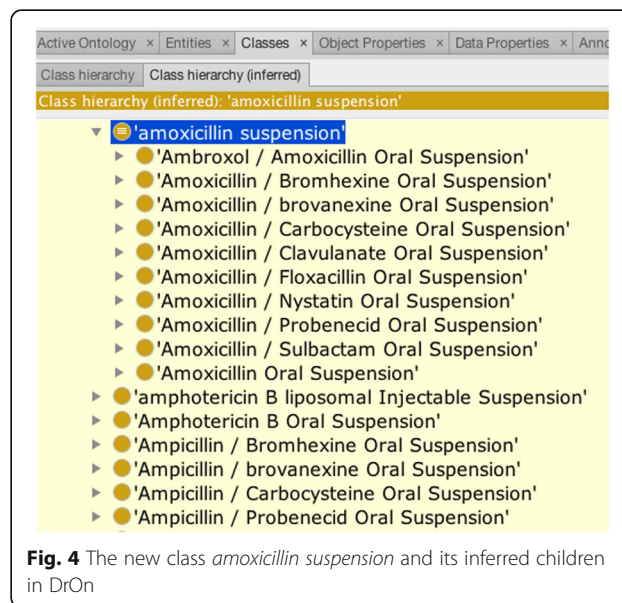 Active Ontology × Entities × Classes × Object Properties × Data Properties × Anno
Class hierarchy Class hierarchy (inferred)
Class hierarchy (inferred): 'amoxicillin suspension'
'amoxicillin suspension'
'Ambroxol / Amoxicillin Oral Suspension'
'Amoxicillin / Bromhexine Oral Suspension'
'Amoxicillin / brovanexine Oral Suspension'
'Amoxicillin / Carbocysteine Oral Suspension'
'Amoxicillin / Clavulanate Oral Suspension'
'Amoxicillin / Floxacillin Oral Suspension'
'Amoxicillin / Nystatin Oral Suspension'
'Amoxicillin / Probenecid Oral Suspension'
'Amoxicillin / Sulbactam Oral Suspension'
'Amoxicillin Oral Suspension'
'amphotericin B liposomal Injectable Suspension'
'Amphotericin B Oral Suspension'
'Ampicillin / Bromhexine Oral Suspension'
'Ampicillin / brovanexine Oral Suspension'
'Ampicillin / Carbocysteine Oral Suspension'
'Ampicillin / Probenecid Oral Suspension'
Fig. 4 The new class amoxicillin suspension and its inferred children
in DrOn